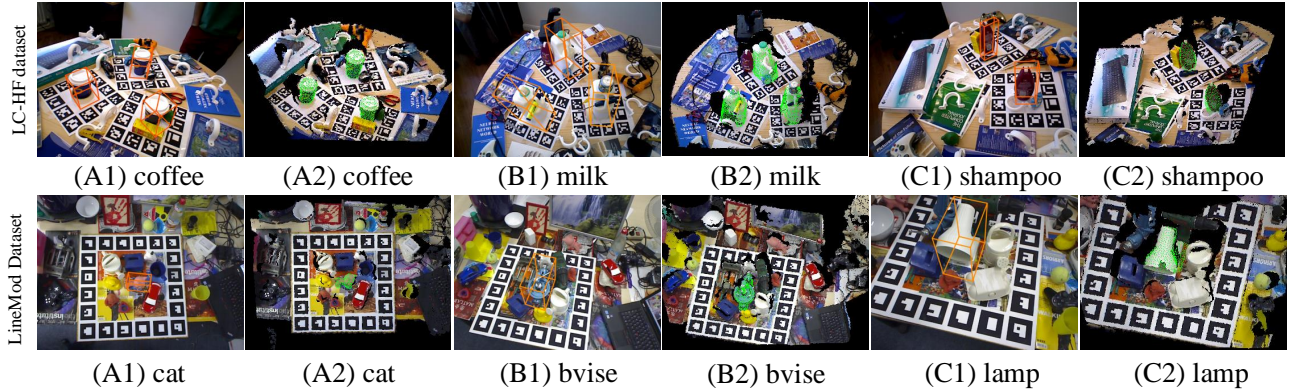 LC-HF dataset
(A1) coffee (A2) coffee (B1) milk (B2) milk (C1) shampoo (C2) shampoo
LineMod Dataset
(A1) cat (A2) cat (B1) bvise (B2) bvise (C1) lamp (C2) lamp